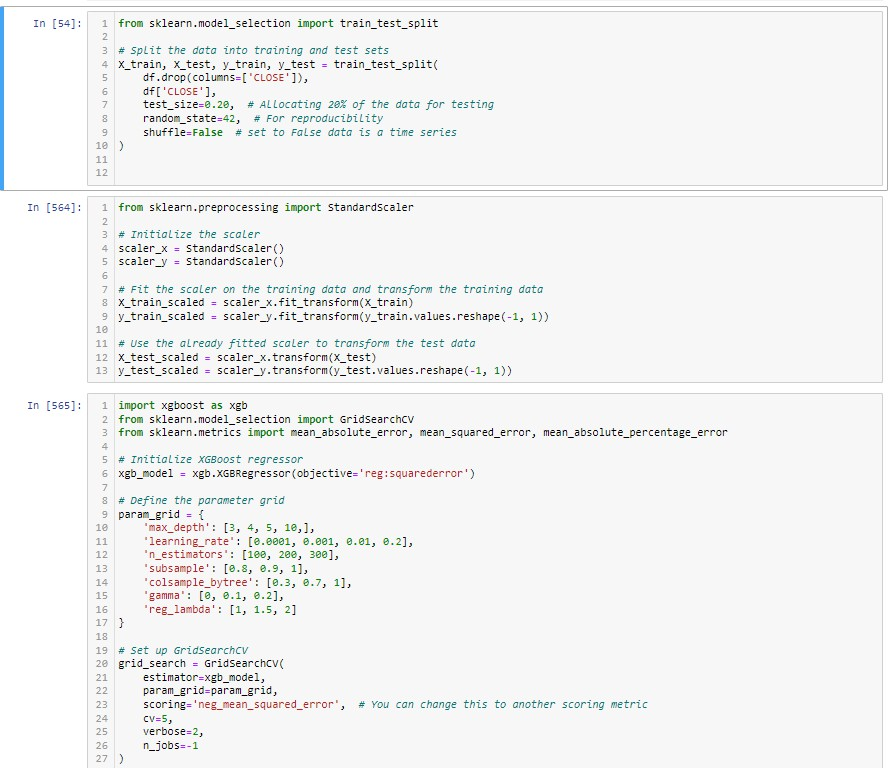 In [54]:
1 from sklearn.model_selection import train_test_split
2
3 # Split the data into training and test sets
4 X_train, X_test, y_train, y_test = train_test_split(
5     df.drop(columns=['CLOSE']),
6     df['CLOSE'],
7     test_size=0.20,  # Allocating 20% of the data for testing
8     random_state=42,  # For reproducibility
9     shuffle=False  # set to False data is a time series
10 )
11
12
In [564]:
1 from sklearn.preprocessing import StandardScaler
2
3 # Initialize the scaler
4 scaler_x = StandardScaler()
5 scaler_y = StandardScaler()
6
7 # Fit the scaler on the training data and transform the training data
8 X_train_scaled = scaler_x.fit_transform(X_train)
9 y_train_scaled = scaler_y.fit_transform(y_train.values.reshape(-1, 1))
10
11 # Use the already fitted scaler to transform the test data
12 X_test_scaled = scaler_x.transform(X_test)
13 y_test_scaled = scaler_y.transform(y_test.values.reshape(-1, 1))
In [565]:
1 import xgboost as xgb
2 from sklearn.model_selection import GridSearchCV
3 from sklearn.metrics import mean_absolute_error, mean_squared_error, mean_absolute_percentage_error
4
5 # Initialize XGBoost regressor
6 xgb_model = xgb.XGBRegressor(objective='reg:squarederror')
7
8 # Define the parameter grid
9 param_grid = {
10     'max_depth': [3, 4, 5, 10,],
11     'learning_rate': [0.0001, 0.001, 0.01, 0.2],
12     'n_estimators': [100, 200, 300],
13     'subsample': [0.8, 0.9, 1],
14     'colsample_bytree': [0.3, 0.7, 1],
15     'gamma': [0, 0.1, 0.2],
16     'reg_lambda': [1, 1.5, 2]
17 }
18
19 # Set up GridSearchCV
20 grid_search = GridSearchCV(
21     estimator=xgb_model,
22     param_grid=param_grid,
23     scoring='neg_mean_squared_error',  # You can change this to another scoring metric
24     cv=5,
25     verbose=2,
26     n_jobs=-1
27 )